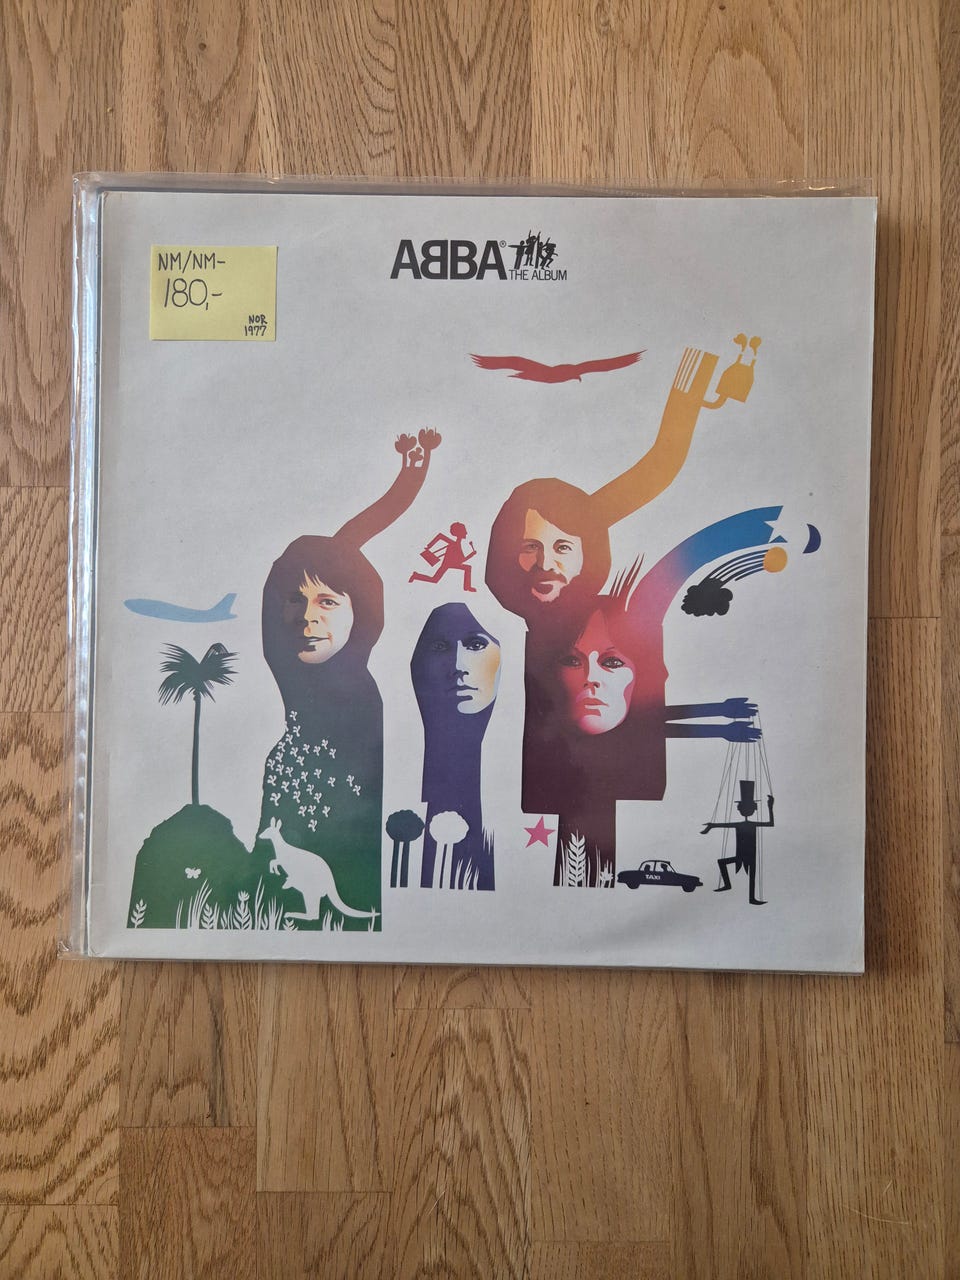 NM/NM-
180,-
NOR
1977
ABBA®
THE ALBUM
TAXI